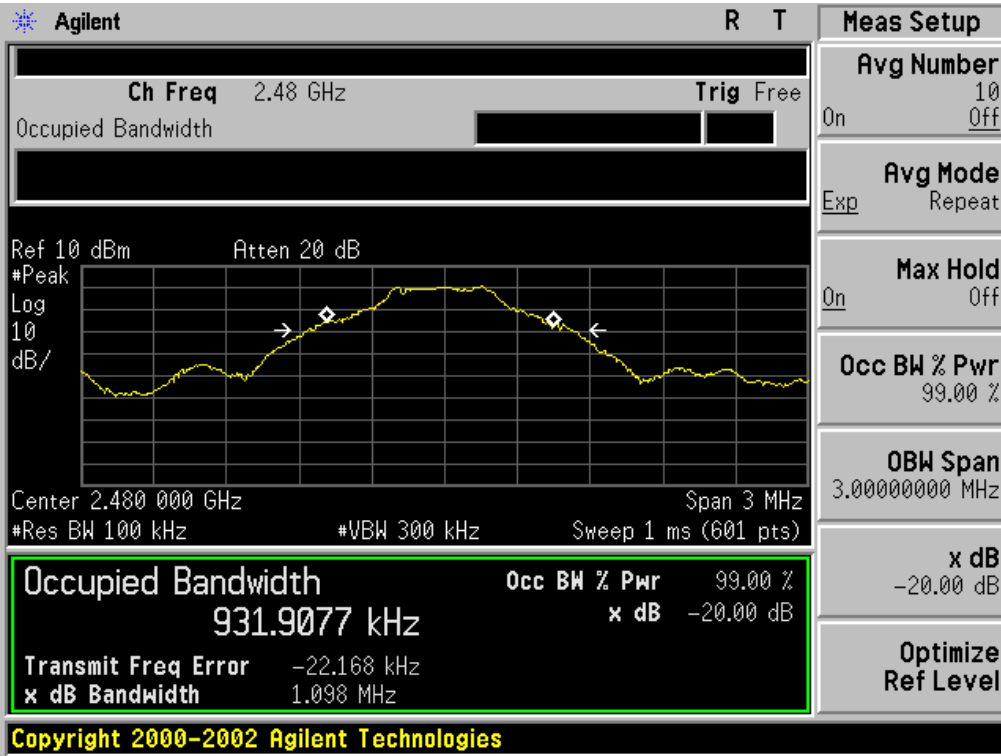 Agilent R T
Meas Setup
Ch Freq 2.48 GHz Trig Free
Occupied Bandwidth
Ref 10 dBm Atten 20 dB
#Peak
Log
10
dB/
Center 2.480 000 GHz Span 3 MHz
#Res BW 100 kHz #VBW 300 kHz Sweep 1 ms (601 pts)
Occupied Bandwidth
931.9077 kHz
Occ BW % Pwr 99.00 %
x dB -20.00 dB
Transmit Freq Error -22.168 kHz
x dB Bandwidth 1.098 MHz
Avg Number
10
On Off
Avg Mode
Exp Repeat
Max Hold
On Off
Occ BW % Pwr
99.00 %
OBW Span
3.00000000 MHz
x dB
-20.00 dB
Optimize
Ref Level
Copyright 2000-2002 Agilent Technologies